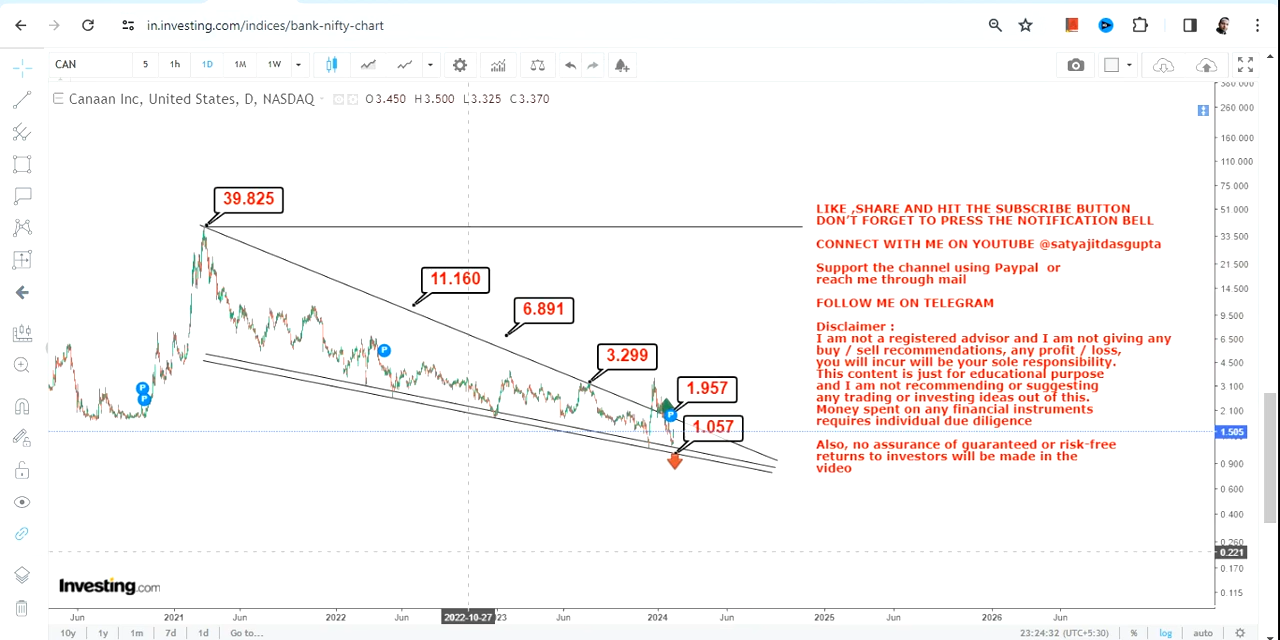 in.investing.com/indices/bank-nifty-chart
CAN
5
1h
1D
1M
1W
Canaan Inc, United States, D, NASDAQ
O3.450 H3.500 L3.325 C3.370
39.825
11.160
6.891
3.299
1.957
1.057
LIKE ,SHARE AND HIT THE SUBSCRIBE BUTTON
DON'T FORGET TO PRESS THE NOTIFICATION BELL
CONNECT WITH ME ON YOUTUBE @satyajitdasgupta
Support the channel using Paypal or
reach me through mail
FOLLOW ME ON TELEGRAM
Disclaimer :
I am not a registered advisor and I am not giving any
buy / sell recommendations, any profit / loss,
you will incur will be your sole responsibility.
This content is just for educational purpose
and I am not recommending or suggesting
any trading or investing ideas out of this.
Money spent on any financial instruments
requires individual due diligence
Also, no assurance of guaranteed or risk-free
returns to investors will be made in the
video
P
P
P
P
260 000
160 000
110 000
75 000
51 000
33 500
21 500
14 500
9 500
6 500
4 500
3 100
2 100
1.505
0 900
0 600
0 400
0 260
0.221
0 170
0 115
Investing.com
Jun
2021
Jun
2022
Jun
2022-10-27
23
Jun
2024
Jun
2025
Jun
2026
Jun
10y
1y
1m
7d
1d
Go to...
23:24:32 (UTC+5:30)
%
log
auto